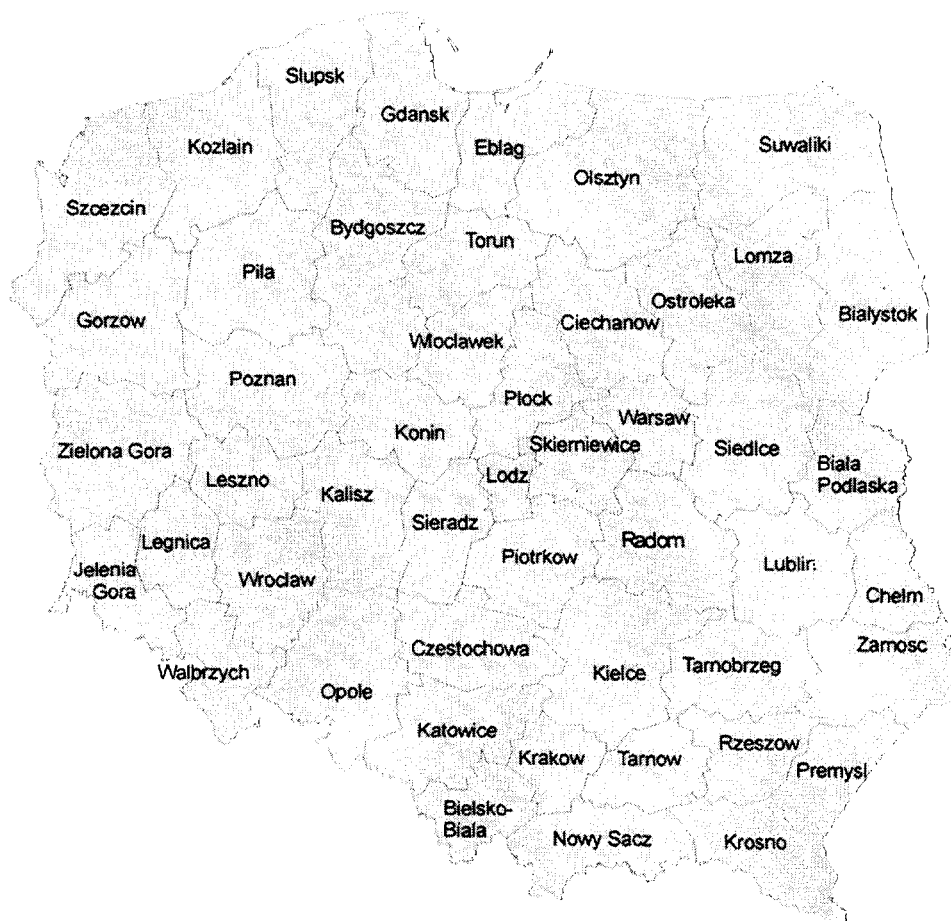 Slupsk
Gdansk
Kozlain
Eblag
Suwaliki
Olsztyn
Szcezcin
Bydgoszcz
Torun
Lomza
Pila
Ostroleka
Gorzow
Ciechanow
Bialystok
Wloclawek
Poznan
Plock
Warsaw
Konin
Skierniewice
Zielona Gora
Siedlce
Leszno
Lodz
Biala
Podlaska
Kalisz
Sieradz
Legnica
Radom
Piotrkow
Lublin
Jelenia
Gora
Wroclaw
Chelm
Zamosc
Czestochowa
Walbrzych
Kielce
Tarnobrzeg
Opole
Katowice
Rzeszow
Krakow
Tarnow
Premysl
Bielsko-
Biala
Nowy Sacz
Krosno